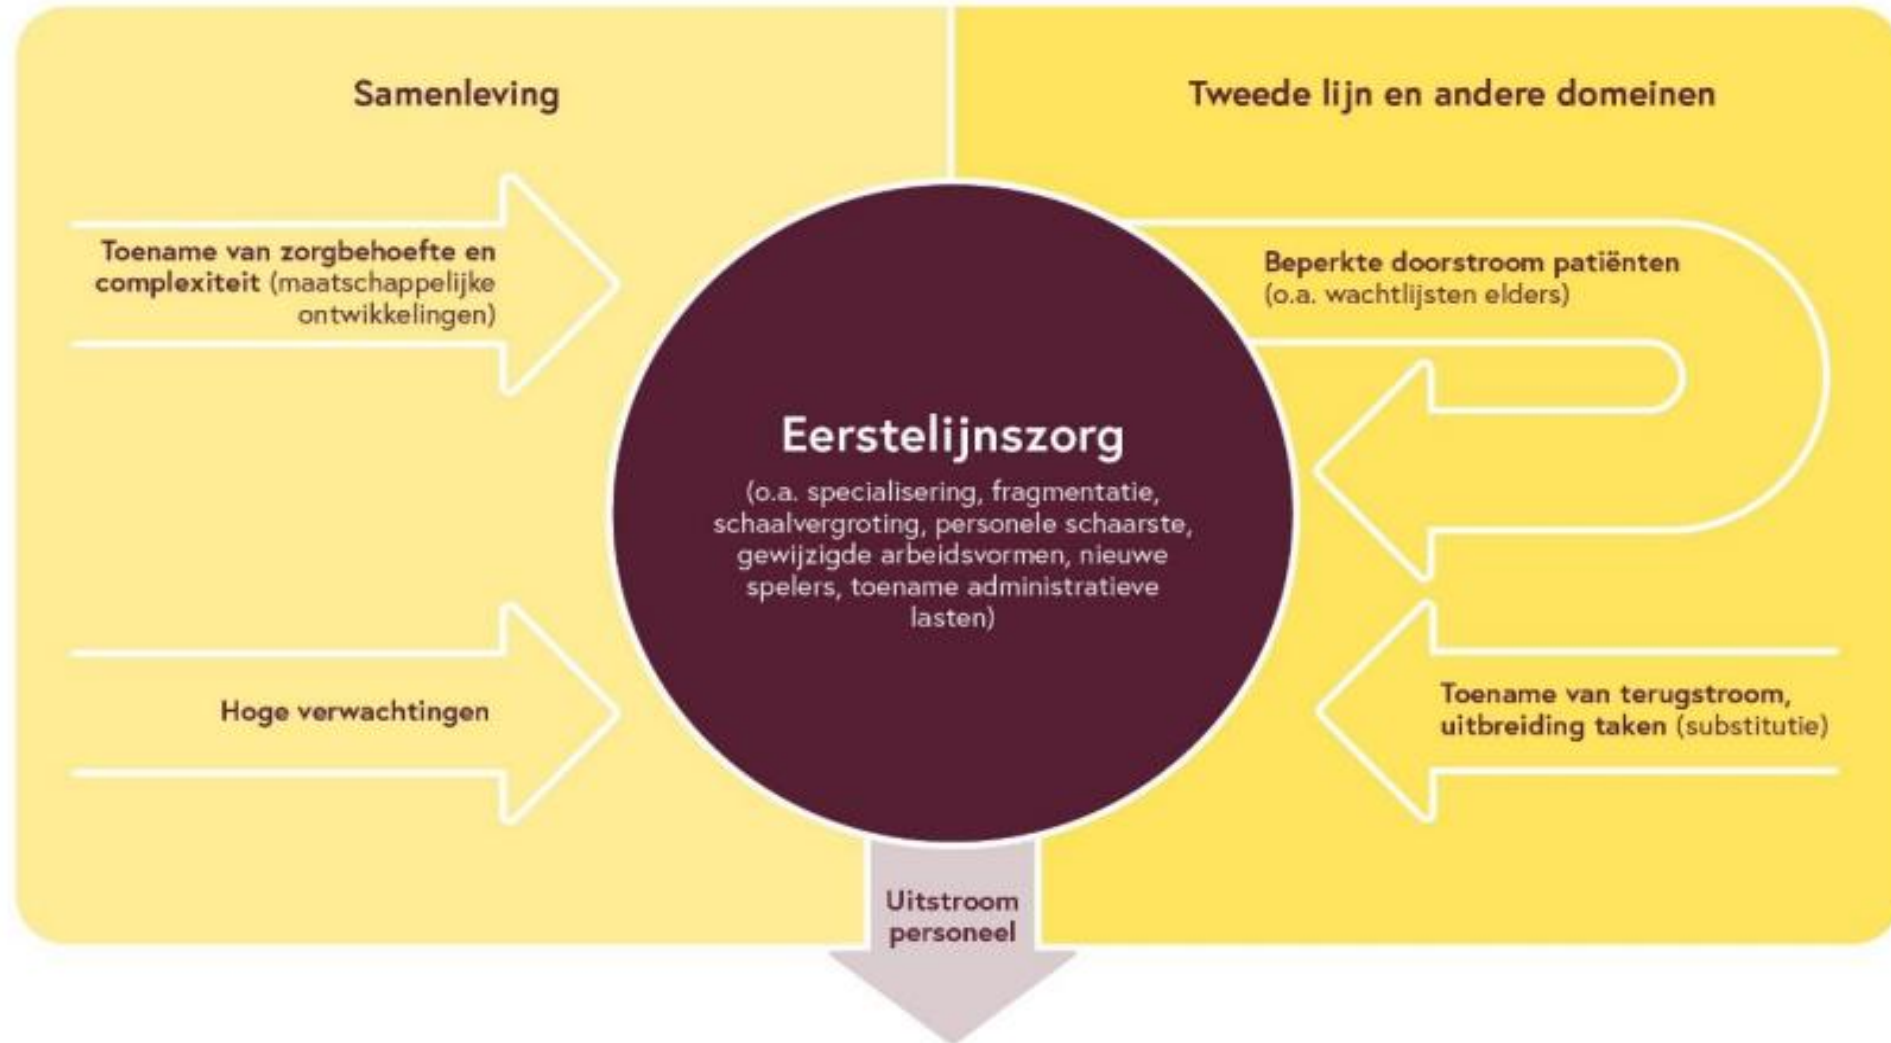 Samenleving
Tweede lijn en andere domeinen
Toename van zorgbehoefte en
complexiteit (maatschappelijke
ontwikkelingen)
Beperkte doorstroom patiënten
(o.a. wachtlijsten elders)
Eerstelijnszorg
(o.a. specialisering, fragmentatie,
schaalvergroting, personele schaarste,
gewijzigde arbeidsvormen, nieuwe
spelers, toename administratieve
lasten)
Hoge verwachtingen
Toename van terugstroom,
uitbreiding taken (substitutie)
Uitstroom
personeel